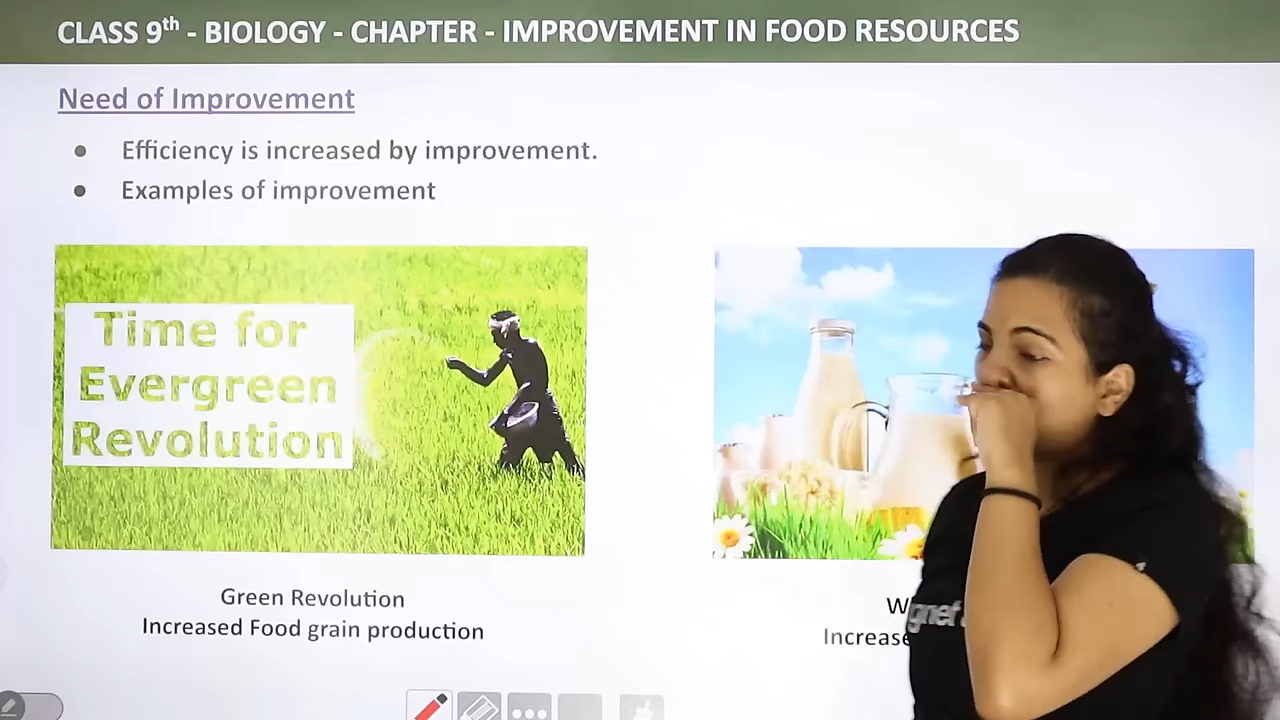 CLASS 9th - BIOLOGY - CHAPTER - IMPROVEMENT IN FOOD RESOURCES
Need of Improvement
● Efficiency is increased by improvement.
● Examples of improvement
Time for
Evergreen
Revolution
Green Revolution
Increased Food grain production